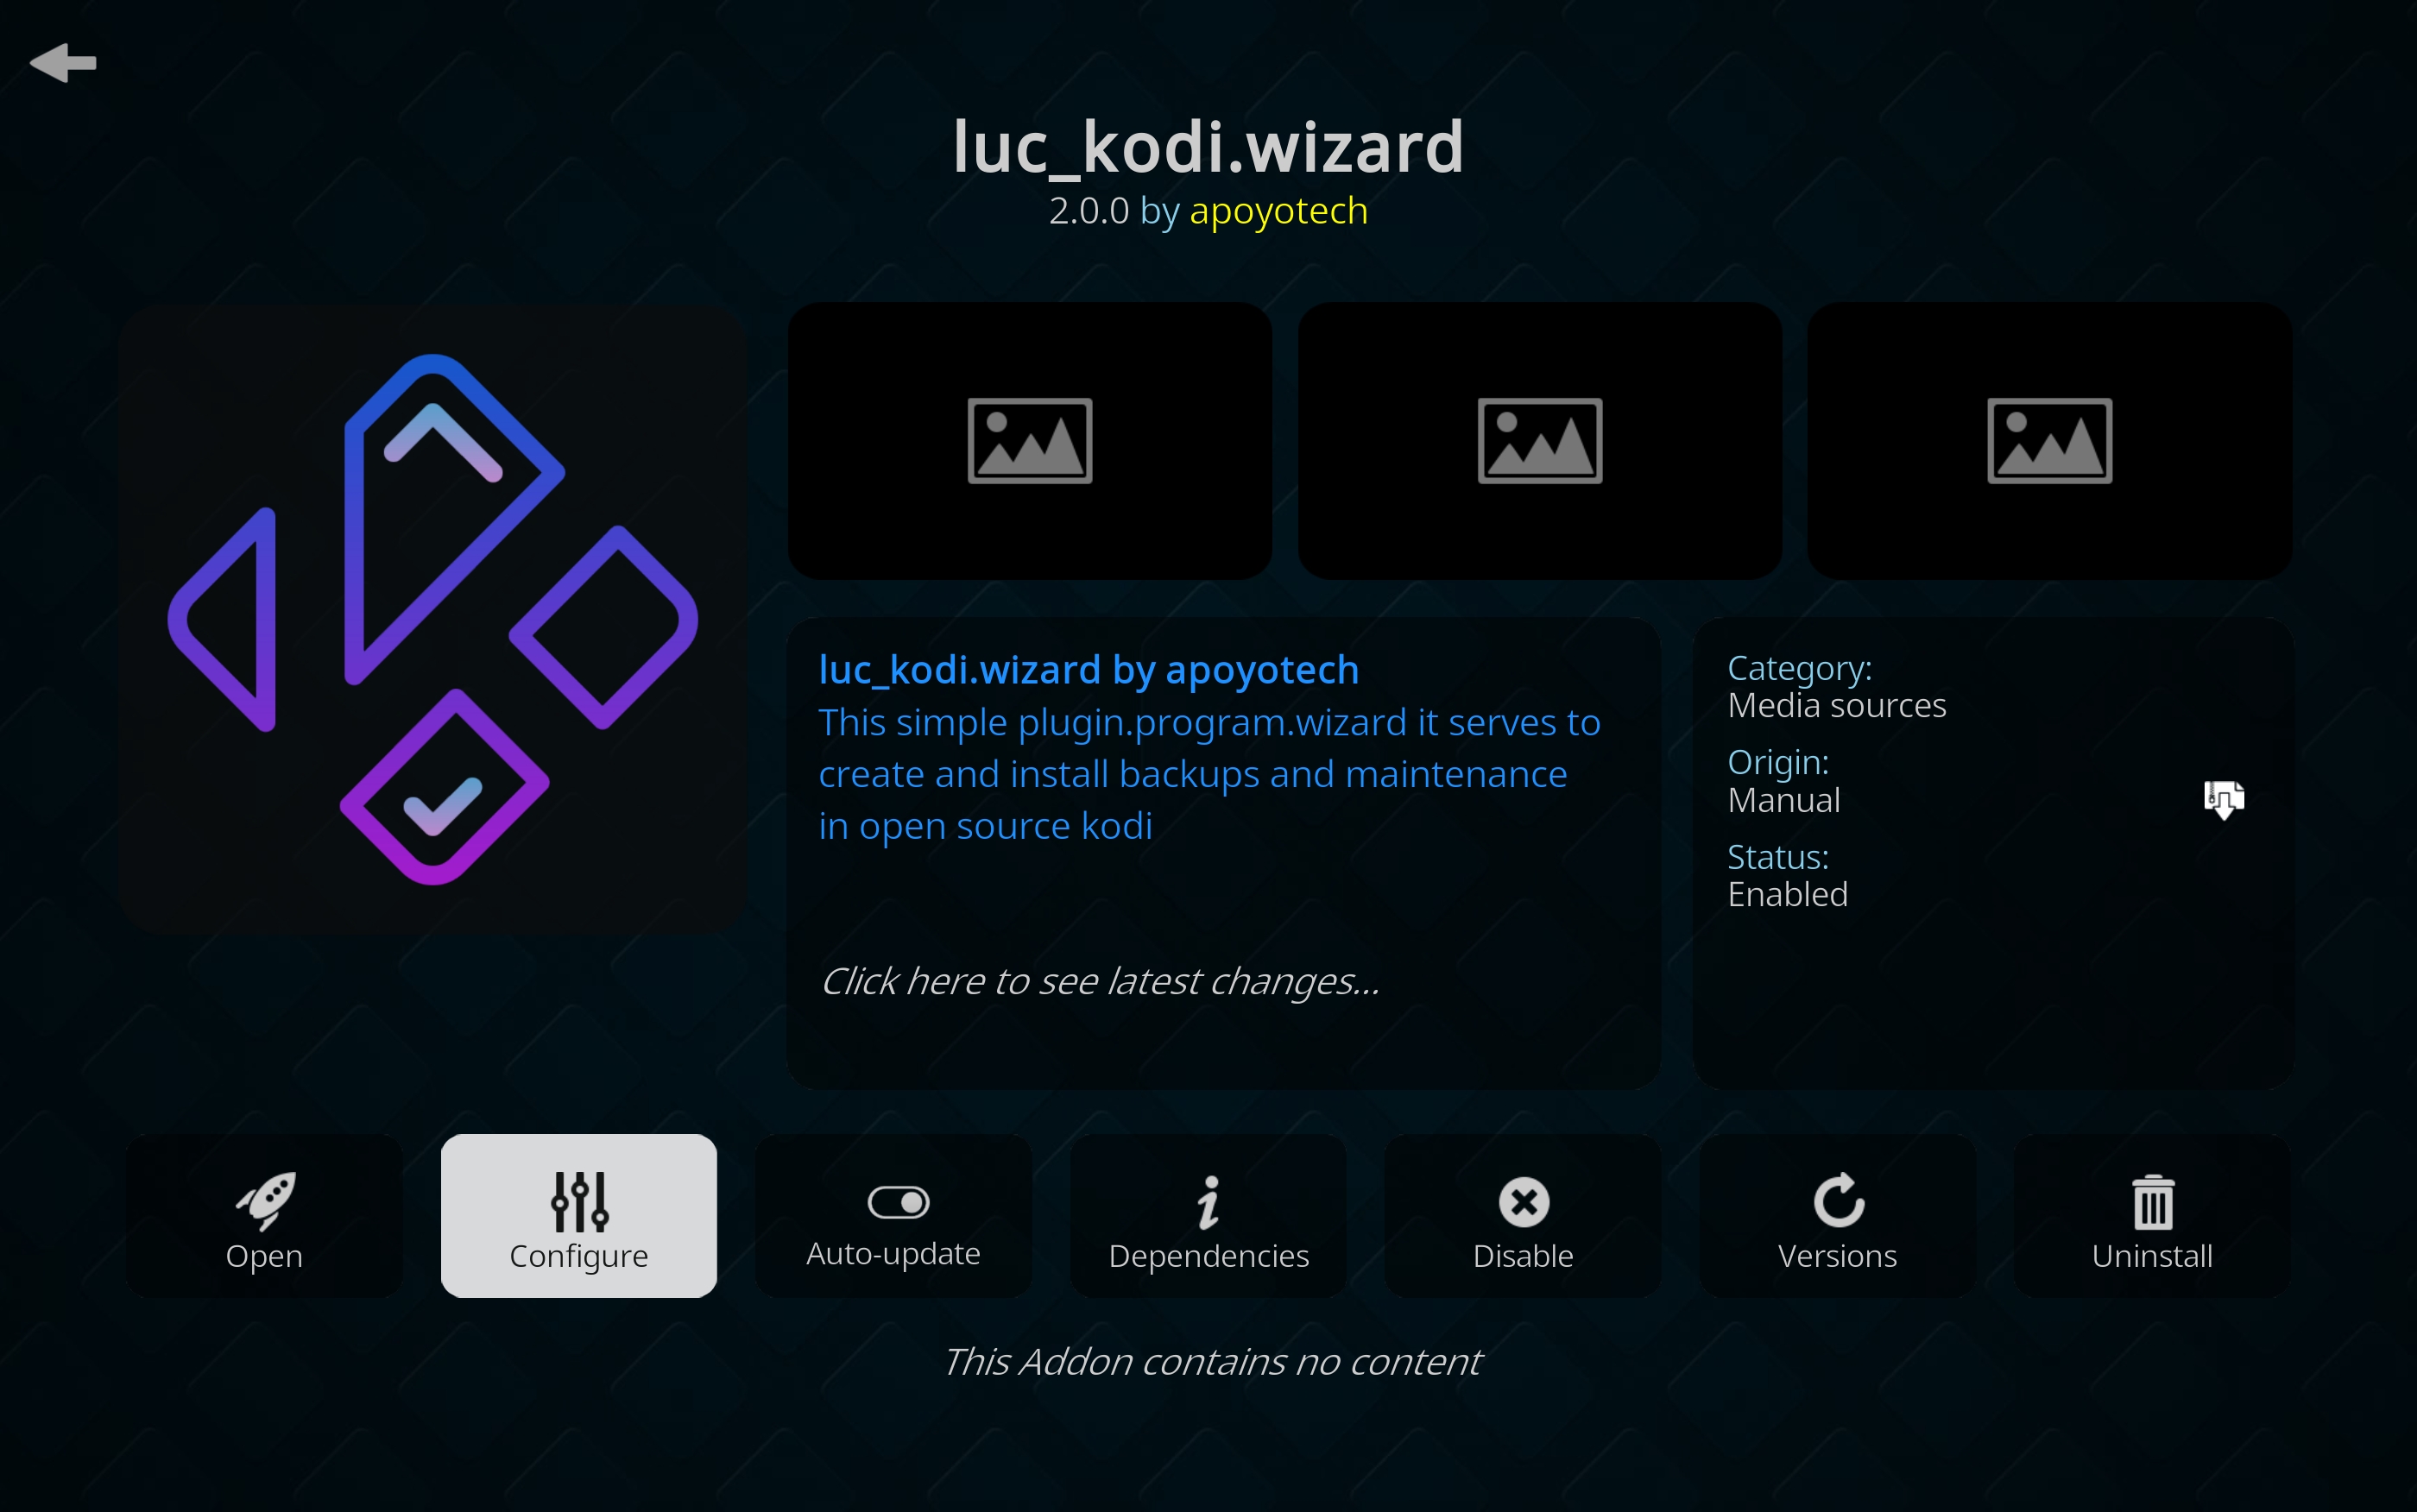 luc_kodi.wizard
2.0.0 by apoyotech
luc_kodi.wizard by apoyotech
This simple plugin.program.wizard it serves to
create and install backups and maintenance
in open source kodi
Click here to see latest changes...
Category:
Media sources
Origin:
Manual
Status:
Enabled
Open
Configure
Auto-update
Dependencies
Disable
Versions
Uninstall
This Addon contains no content